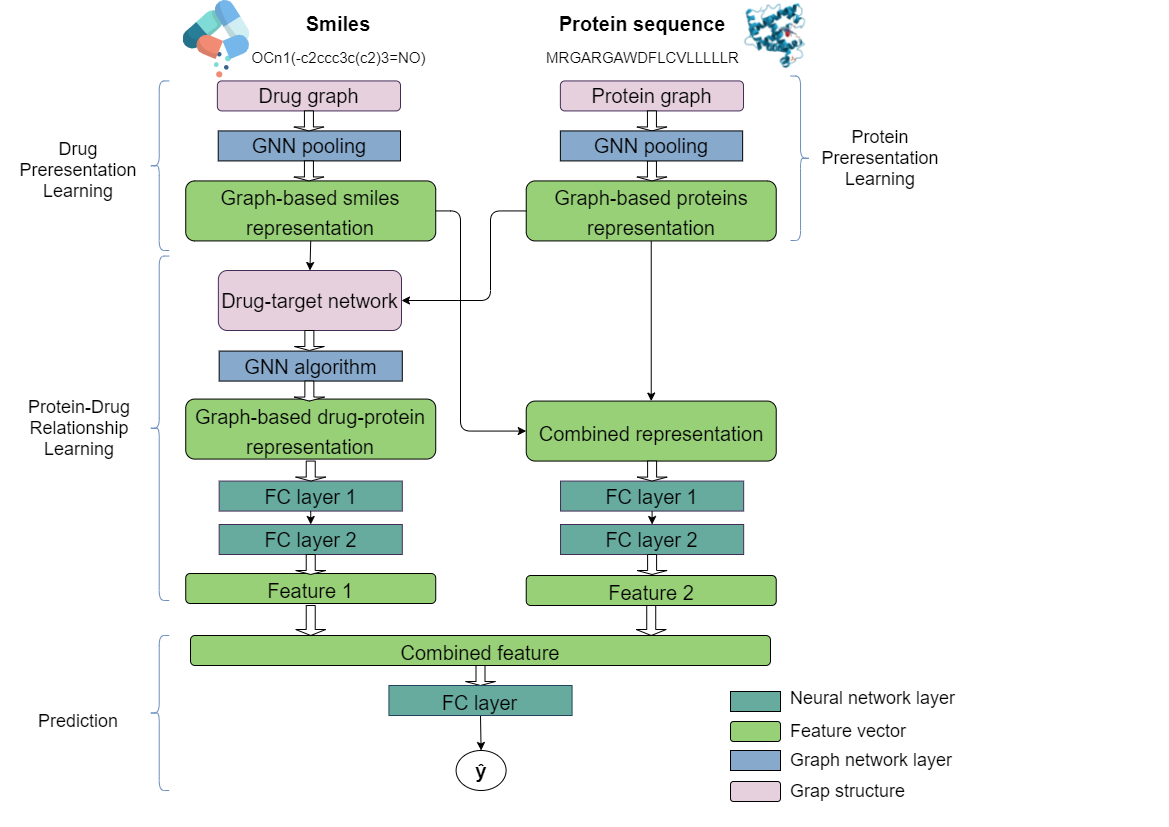 Smiles
OCn1(-c2ccc3c(c2)3=NO)
Protein sequence
MRGARGAWDFLCVLLLLLR
Drug
Preresentation
Learning
Drug graph
GNN pooling
Graph-based smiles
representation
Protein graph
GNN pooling
Graph-based proteins
representation
Protein
Preresentation
Learning
Protein-Drug
Relationship
Learning
Drug-target network
GNN algorithm
Graph-based drug-protein
representation
FC layer 1
FC layer 2
Feature 1
Combined representation
FC layer 1
FC layer 2
Feature 2
Prediction
Combined feature
FC layer
ŷ
Neural network layer
Feature vector
Graph network layer
Grap structure